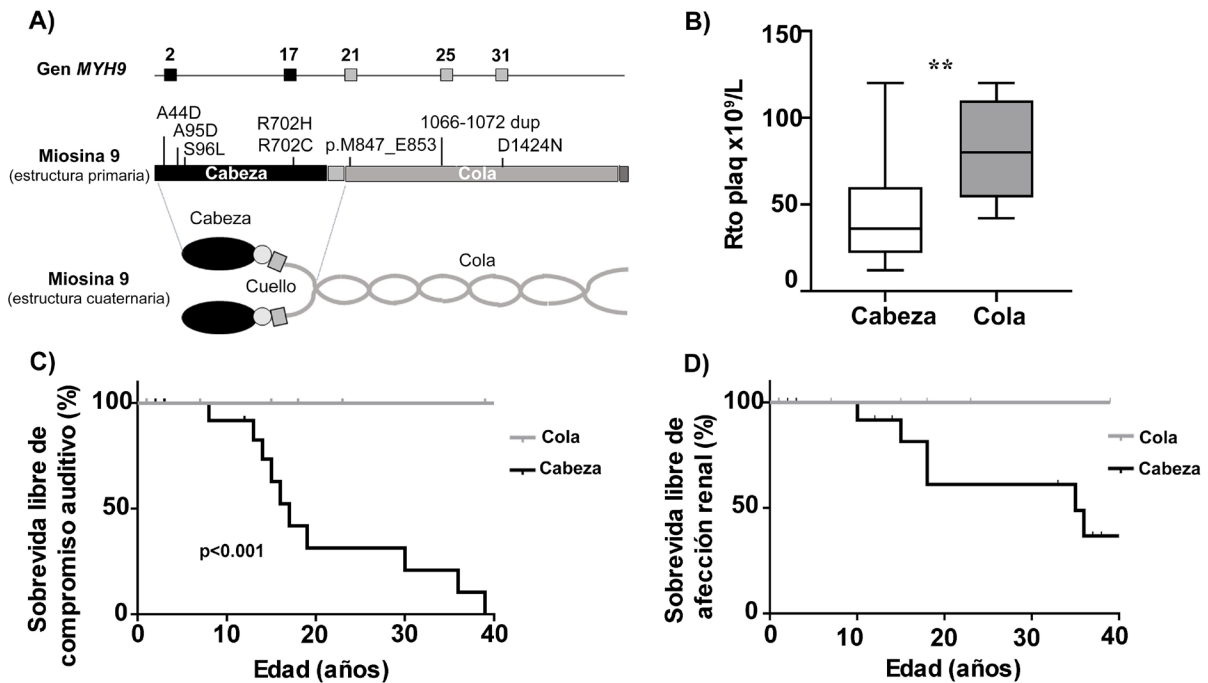 A)
2 17 21 25 31
Gen MYH9
A44D
A95D
S96L
R702H
R702C
p.M847_E853
1066-1072 dup
D1424N
Miosina 9
(estructura primaria)
Cabeza
Cola
Cabeza
Cola
Miosina 9
(estructura cuaternaria)
Cuello
B)
150
100
50
0
Rto plaq x10⁹/L
**
Cabeza Cola
C)
Sobrevida libre de
compromiso auditivo (%)
100
50
0
Cola
Cabeza
p<0.001
0 10 20 30 40
Edad (años)
D)
Sobrevida libre de
afección renal (%)
100
50
0
Cola
Cabeza
0 10 20 30 40
Edad (años)